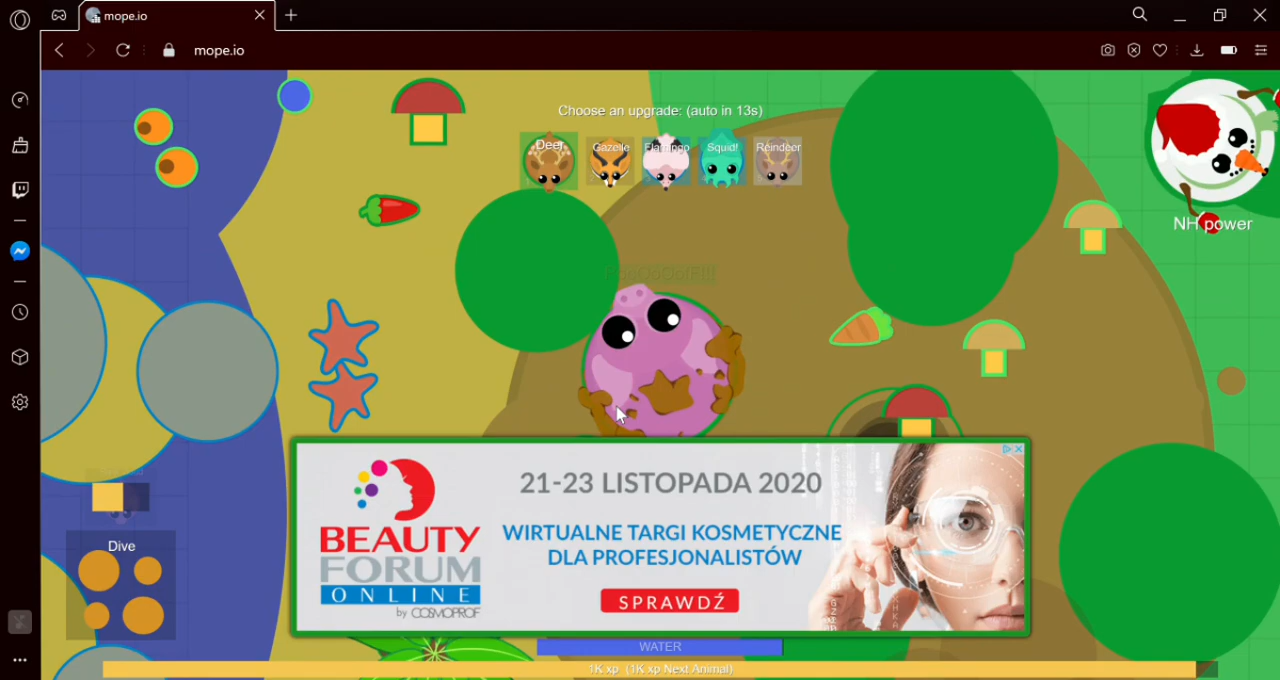 mope.io
mope.io
Choose an upgrade: (auto in 13s)
Deer
Gazelle
Flamingo
Squid!
Reindeer
NH power
Dive
21-23 LISTOPADA 2020
WIRTUALNE TARGI KOSMETYCZNE
DLA PROFESJONALISTÓW
SPRAWDŹ
BEAUTY
FORUM
ONLINE
by COSMOPROF
WATER
1K xp (1K xp Next Animal)